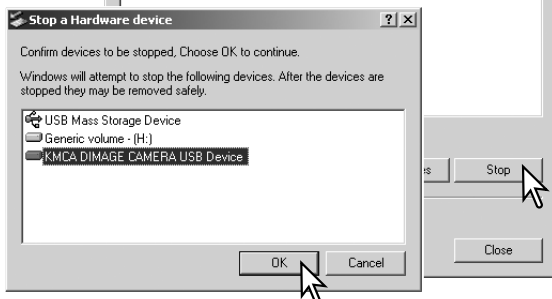 Stop a Hardware device
Confirm devices to be stopped, Choose OK to continue.
Windows will attempt to stop the following devices. After the devices are
stopped they may be removed safely.
USB Mass Storage Device
Generic volume - (H:)
KMCA DIMAGE CAMERA USB Device
OK
Cancel
es
Stop
Close